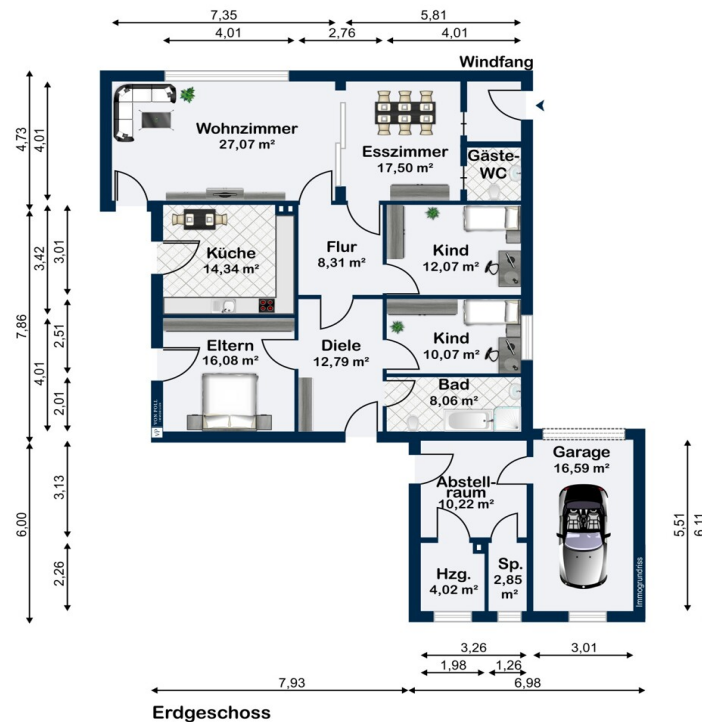 7,35
5,81
4,01
2,76
4,01
Windfang
4,73
4,01
Wohnzimmer
27,07 m²
Esszimmer
17,50 m²
Gäste-
WC
7,86
3,42
3,01
Küche
14,34 m²
Flur
8,31 m²
Kind
12,07 m²
4,01
2,51
2,01
Eltern
16,08 m²
Diele
12,79 m²
Kind
10,07 m²
Bad
8,06 m²
VP
VON POLL
6,00
3,13
2,26
Abstell-
raum
10,22 m²
Garage
16,59 m²
5,51
6,11
Hzg.
4,02 m²
Sp.
2,85
m²
Immogrundriss
3,26
1,98
1,26
3,01
7,93
6,98
Erdgeschoss